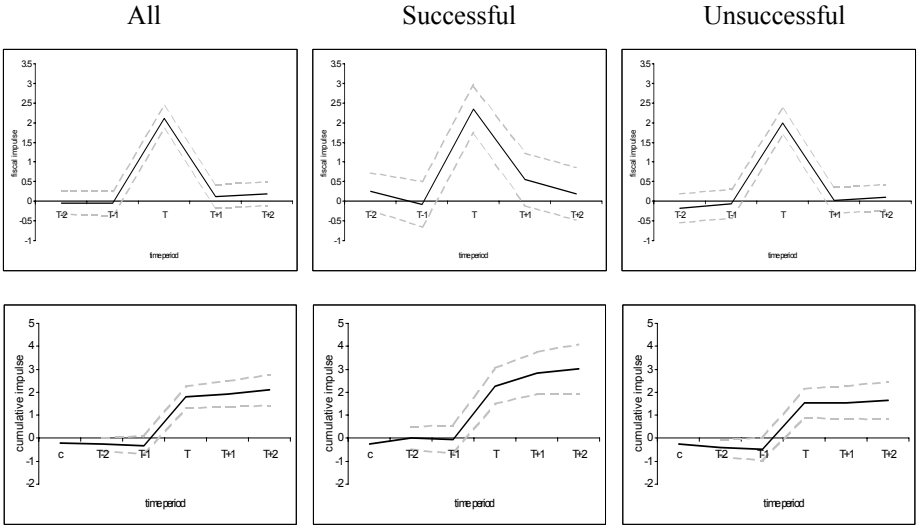 All Successful Unsuccessful
3.5
3
2.5
2
1.5
1
0.5
0
-0.5
-1
fiscal impulse
T-2 T-1 T T+1 T+2
time period
3.5
3
2.5
2
1.5
1
0.5
0
-0.5
-1
fiscal impulse
T-2 T-1 T T+1 T+2
time period
3.5
3
2.5
2
1.5
1
0.5
0
-0.5
-1
fiscal impulse
T-2 T-1 T T+1 T+2
time period
5
4
3
2
1
0
-1
-2
cumulative impulse
c T-2 T-1 T T+1 T+2
time period
5
4
3
2
1
0
-1
-2
cumulative impulse
c T-2 T-1 T T+1 T+2
time period
5
4
3
2
1
0
-1
-2
cumulative impulse
c T-2 T-1 T T+1 T+2
time period